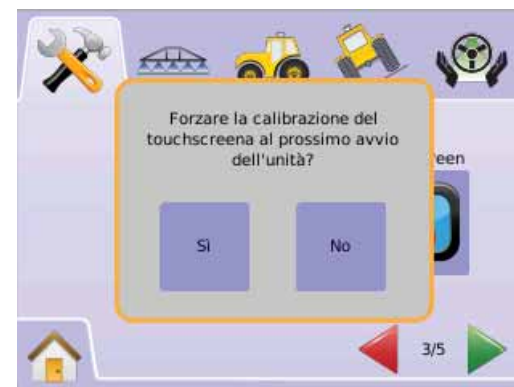 Forzare la calibrazione del
touchscreena al prossimo avvio
dell'unità?
een
Sì
No
3/5